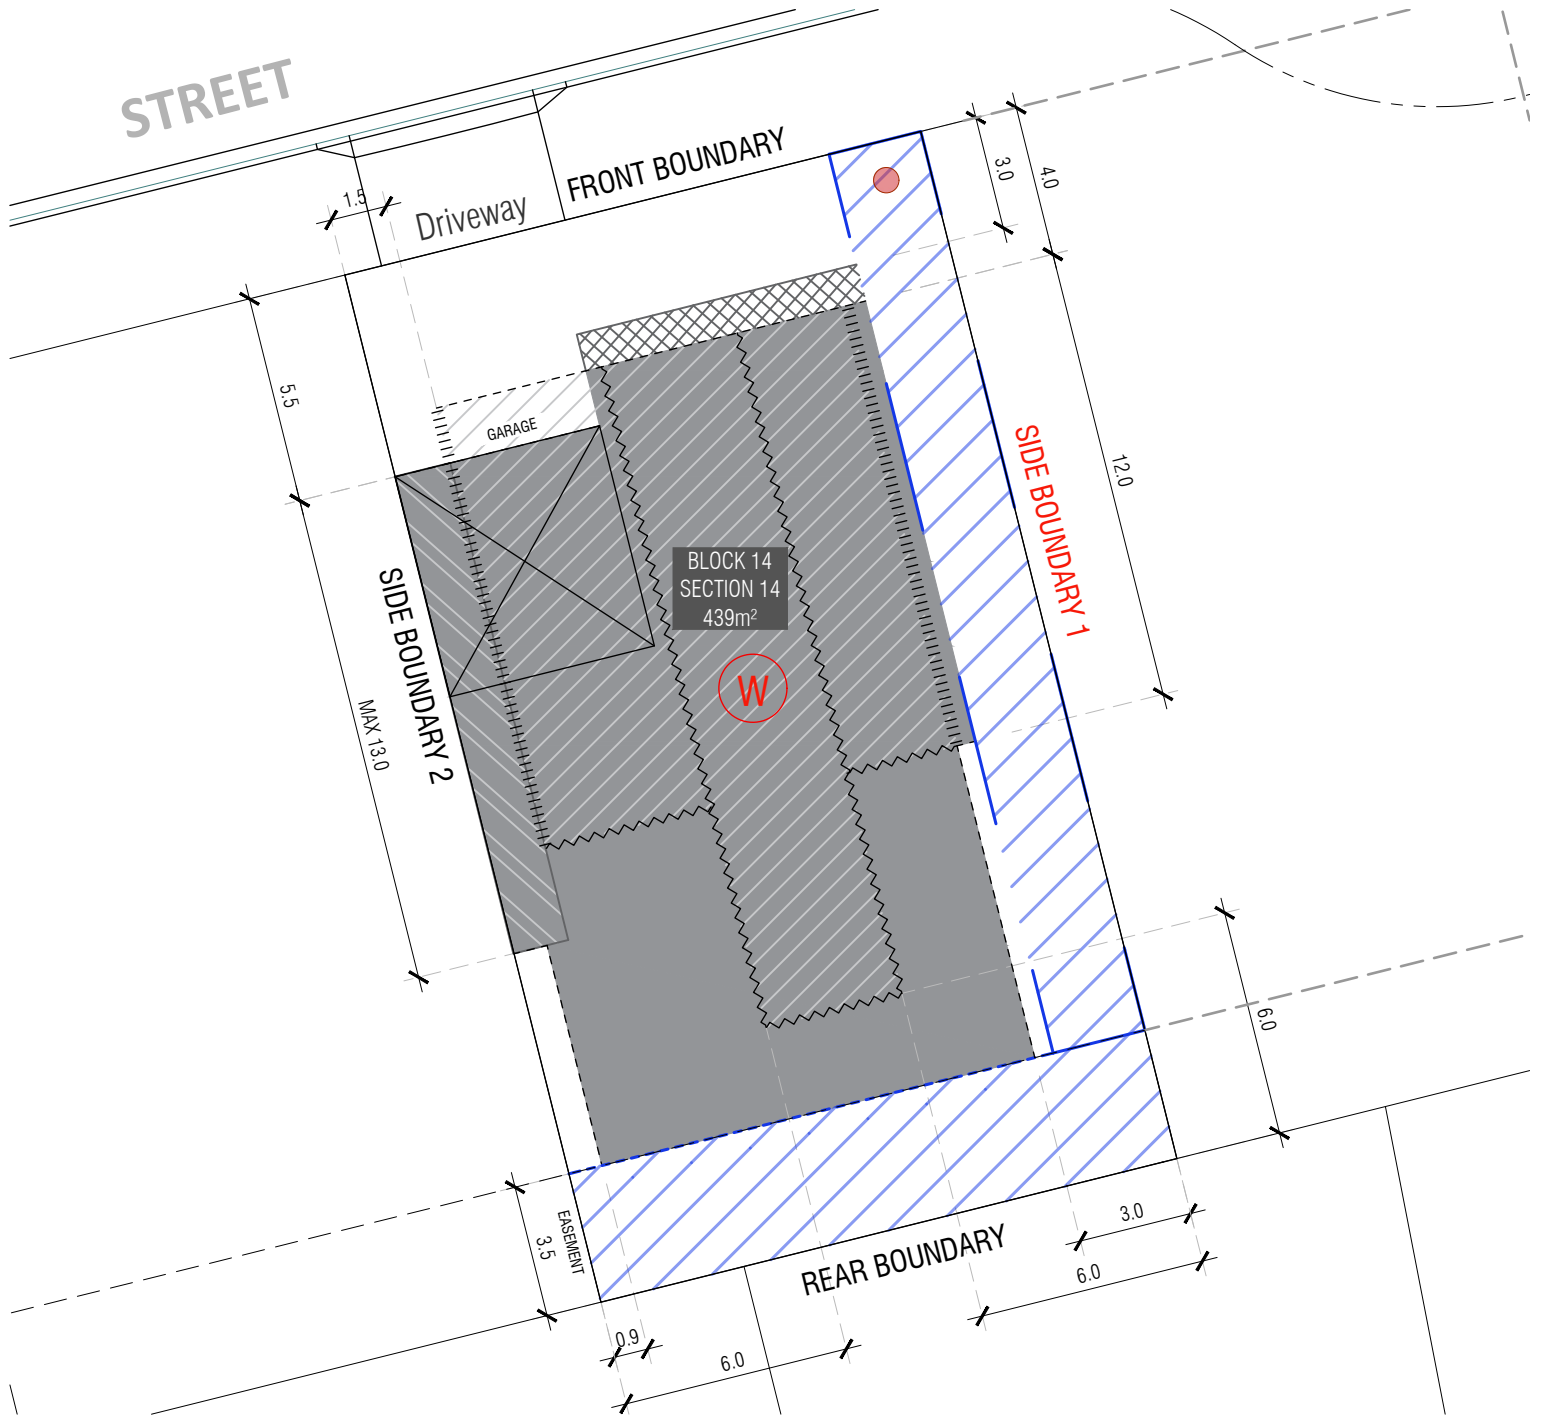 STREET
1.5
Driveway
FRONT BOUNDARY
3.0
4.0
5.5
GARAGE
12.0
SIDE BOUNDARY 1
BLOCK 14
SECTION 14
439m²
W
SIDE BOUNDARY 2
MAX 13.0
6.0
EASEMENT
3.5
REAR BOUNDARY
3.0
6.0
0.9
6.0